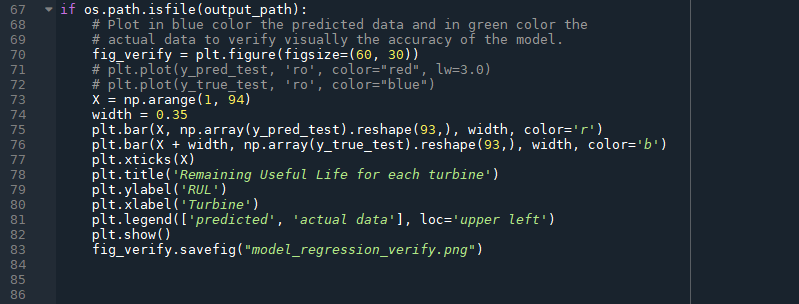 67 if os.path.isfile(output_path):
68 # Plot in blue color the predicted data and in green color the
69 # actual data to verify visually the accuracy of the model.
70 fig_verify = plt.figure(figsize=(60, 30))
71 # plt.plot(y_pred_test, 'ro', color="red", lw=3.0)
72 # plt.plot(y_true_test, 'ro', color="blue")
73 X = np.arange(1, 94)
74 width = 0.35
75 plt.bar(X, np.array(y_pred_test).reshape(93,), width, color='r')
76 plt.bar(X + width, np.array(y_true_test).reshape(93,), width, color='b')
77 plt.xticks(X)
78 plt.title('Remaining Useful Life for each turbine')
79 plt.ylabel('RUL')
80 plt.xlabel('Turbine')
81 plt.legend(['predicted', 'actual data'], loc='upper left')
82 plt.show()
83 fig_verify.savefig("model_regression_verify.png")
84
85
86